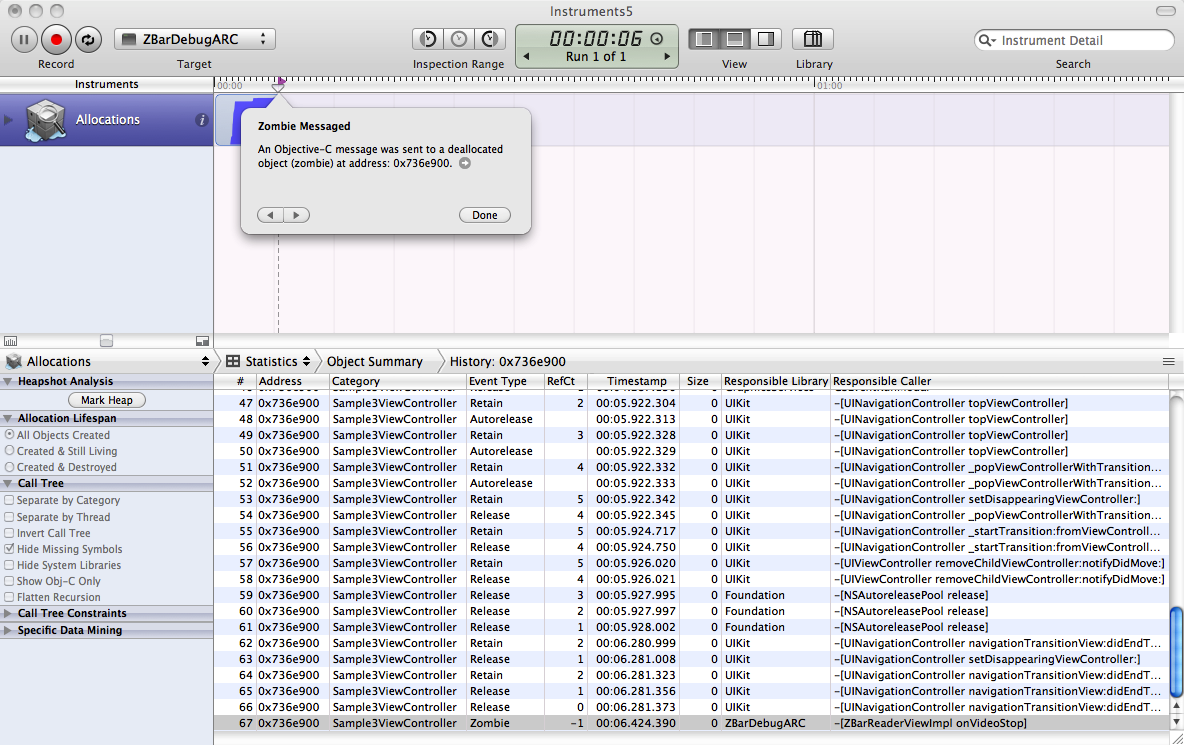 Instruments5
ZBarDebugARC
00:00:06
Run 1 of 1
Instrument Detail
Record
Target
Inspection Range
View
Library
Search
Instruments
00:00
01:00
Allocations
Zombie Messaged
An Objective-C message was sent to a deallocated
object (zombie) at address: 0x736e900.
Done
Allocations
Statistics
Object Summary
History: 0x736e900
Heapshot Analysis
Mark Heap
Allocation Lifespan
All Objects Created
Created & Still Living
Created & Destroyed
Call Tree
Separate by Category
Separate by Thread
Invert Call Tree
Hide Missing Symbols
Hide System Libraries
Show Obj-C Only
Flatten Recursion
Call Tree Constraints
Specific Data Mining
# Address Category Event Type RefCt Timestamp Size Responsible Library Responsible Caller
47 0x736e900 Sample3ViewController Retain 2 00:05.922.304 0 UIKit -[UINavigationController topViewController]
48 0x736e900 Sample3ViewController Autorelease 00:05.922.313 0 UIKit -[UINavigationController topViewController]
49 0x736e900 Sample3ViewController Retain 3 00:05.922.328 0 UIKit -[UINavigationController topViewController]
50 0x736e900 Sample3ViewController Autorelease 00:05.922.329 0 UIKit -[UINavigationController topViewController]
51 0x736e900 Sample3ViewController Retain 4 00:05.922.332 0 UIKit -[UINavigationController _popViewControllerWithTransition...
52 0x736e900 Sample3ViewController Autorelease 00:05.922.333 0 UIKit -[UINavigationController _popViewControllerWithTransition...
53 0x736e900 Sample3ViewController Retain 5 00:05.922.342 0 UIKit -[UINavigationController setDisappearingViewController:]
54 0x736e900 Sample3ViewController Release 4 00:05.922.345 0 UIKit -[UINavigationController _popViewControllerWithTransition...
55 0x736e900 Sample3ViewController Retain 5 00:05.924.717 0 UIKit -[UINavigationController _startTransition:fromViewControll...
56 0x736e900 Sample3ViewController Release 4 00:05.924.750 0 UIKit -[UINavigationController _startTransition:fromViewControll...
57 0x736e900 Sample3ViewController Retain 5 00:05.926.020 0 UIKit -[UIViewController removeChildViewController:notifyDidMove:]
58 0x736e900 Sample3ViewController Release 4 00:05.926.021 0 UIKit -[UIViewController removeChildViewController:notifyDidMove:]
59 0x736e900 Sample3ViewController Release 3 00:05.927.995 0 Foundation -[NSAutoreleasePool release]
60 0x736e900 Sample3ViewController Release 2 00:05.927.997 0 Foundation -[NSAutoreleasePool release]
61 0x736e900 Sample3ViewController Release 1 00:05.928.002 0 Foundation -[NSAutoreleasePool release]
62 0x736e900 Sample3ViewController Retain 2 00:06.280.999 0 UIKit -[UINavigationController navigationTransitionView:didEndT...
63 0x736e900 Sample3ViewController Release 1 00:06.281.008 0 UIKit -[UINavigationController setDisappearingViewController:]
64 0x736e900 Sample3ViewController Retain 2 00:06.281.323 0 UIKit -[UINavigationController navigationTransitionView:didEndT...
65 0x736e900 Sample3ViewController Release 1 00:06.281.356 0 UIKit -[UINavigationController navigationTransitionView:didEndT...
66 0x736e900 Sample3ViewController Release 0 00:06.283.371 0 UIKit -[UINavigationController navigationTransitionView:didEndT...
67 0x736e900 Sample3ViewController Zombie -1 00:06.424.390 0 ZBarDebugARC -[ZBarReaderViewImpl onVideoStop]